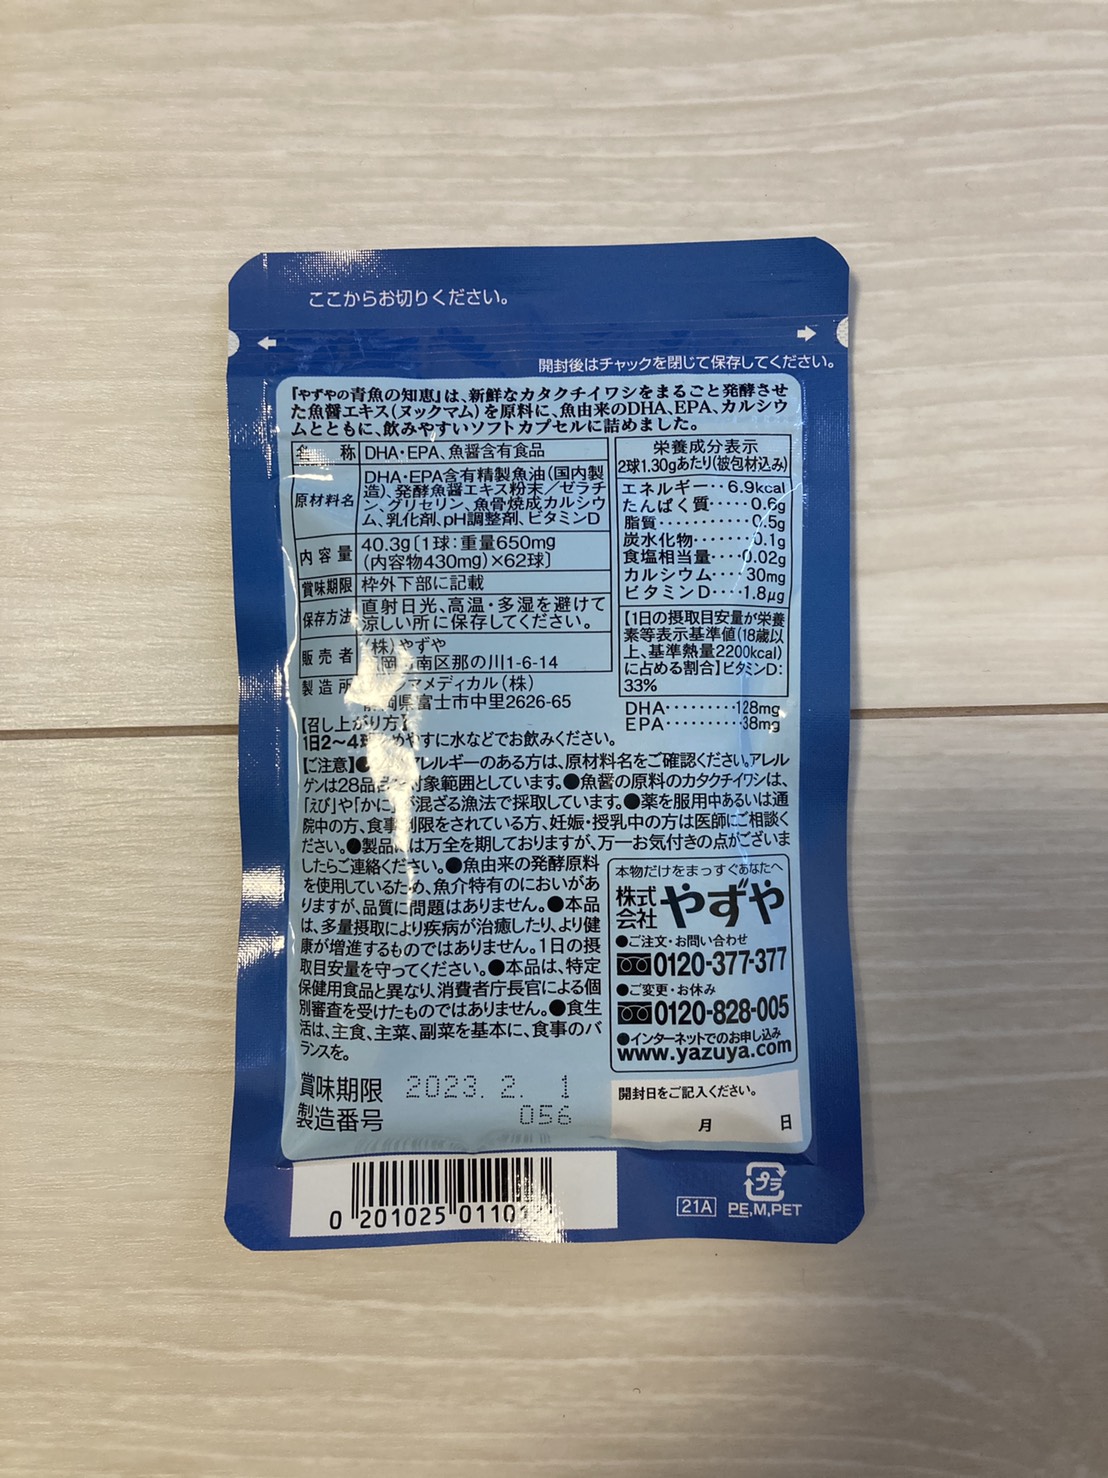 ここからお切りください。
開封後はチャックを閉じて保存してください。
『やずやの青魚の知恵』は、新鮮なカタクチイワシをまるごと発酵させ
た魚醤エキス(ヌックマム)を原料に、魚由来のDHA、EPA、カルシウ
ムとともに、飲みやすいソフトカプセルに詰めました。
名称 DHA・EPA、魚醤含有食品
原材料名 DHA・EPA含有精製魚油(国内製
造)、発酵魚醤エキス粉末/ゼラチ
ン、グリセリン、魚骨焼成カルシウ
ム、乳化剤、pH調整剤、ビタミンD
内容量 40.3g〔1球:重量650mg
(内容物430mg)×62球〕
賞味期限 枠外下部に記載
保存方法 直射日光、高温・多湿を避けて
涼しい所に保存してください。
販売者 (株)やずや
岡 南区那の川1-6-14
製造所 マメディカル(株)
岡県富士市中里2626-65
栄養成分表示
2球1.30gあたり(被包材込み)
エネルギー‥6.9kcal
たんぱく質‥‥0.6g
脂質‥‥‥‥‥0.5g
炭水化物‥‥‥0.1g
食塩相当量‥‥0.02g
カルシウム‥‥30mg
ビタミンD‥‥1.8μg
【1日の摂取目安量が栄養
素等表示基準値(18歳以
上、基準熱量2200kcal)
に占める割合】ビタミンD:
33%
DHA‥‥‥‥‥128mg
EPA‥‥‥‥‥38mg
【召し上がり方】
1日2〜4球 めやすに水などでお飲みください。
【ご注意】● アレルギーのある方は、原材料名をご確認ください。アレル
ゲンは28品目を対象範囲としています。●魚醤の原料のカタクチイワシは、
「えび」や「かに」が混ざる漁法で採取しています。●薬を服用中あるいは通
院中の方、食事制限をされている方、妊娠・授乳中の方は医師にご相談く
ださい。●製品には万全を期しておりますが、万一お気付きの点がございま
したらご連絡ください。●魚由来の発酵原料
を使用しているため、魚介特有のにおいがあ
りますが、品質に問題はありません。●本品
は、多量摂取により疾病が治癒したり、より健
康が増進するものではありません。1日の摂
取目安量を守ってください。●本品は、特定
保健用食品と異なり、消費者庁長官による個
別審査を受けたものではありません。●食生
活は、主食、主菜、副菜を基本に、食事のバ
ランスを。
本物だけをまっすぐあなたへ
株式会社 やずや
●ご注文・お問い合わせ
0120-377-377
●ご変更・お休み
0120-828-005
●インターネットでのお申し込み
www.yazuya.com
賞味期限 2023. 2. 1
製造番号 056
開封日をご記入ください。
月 日
0 201025 011012
21A
プラ
PE,M,PET